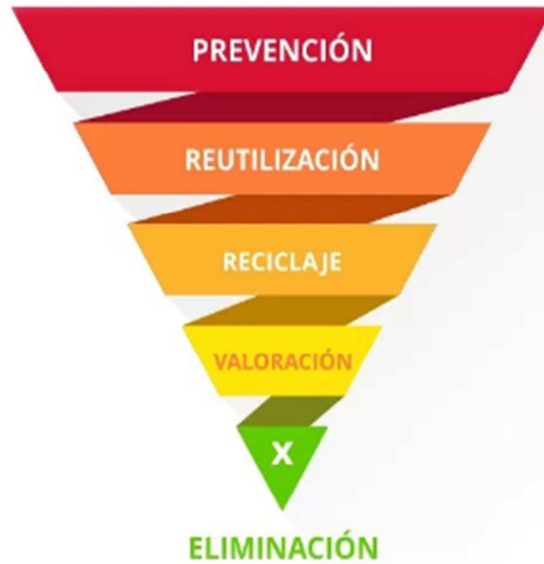 PREVENCIÓN
REUTILIZACIÓN
RECICLAJE
VALORACIÓN
X
ELIMINACIÓN